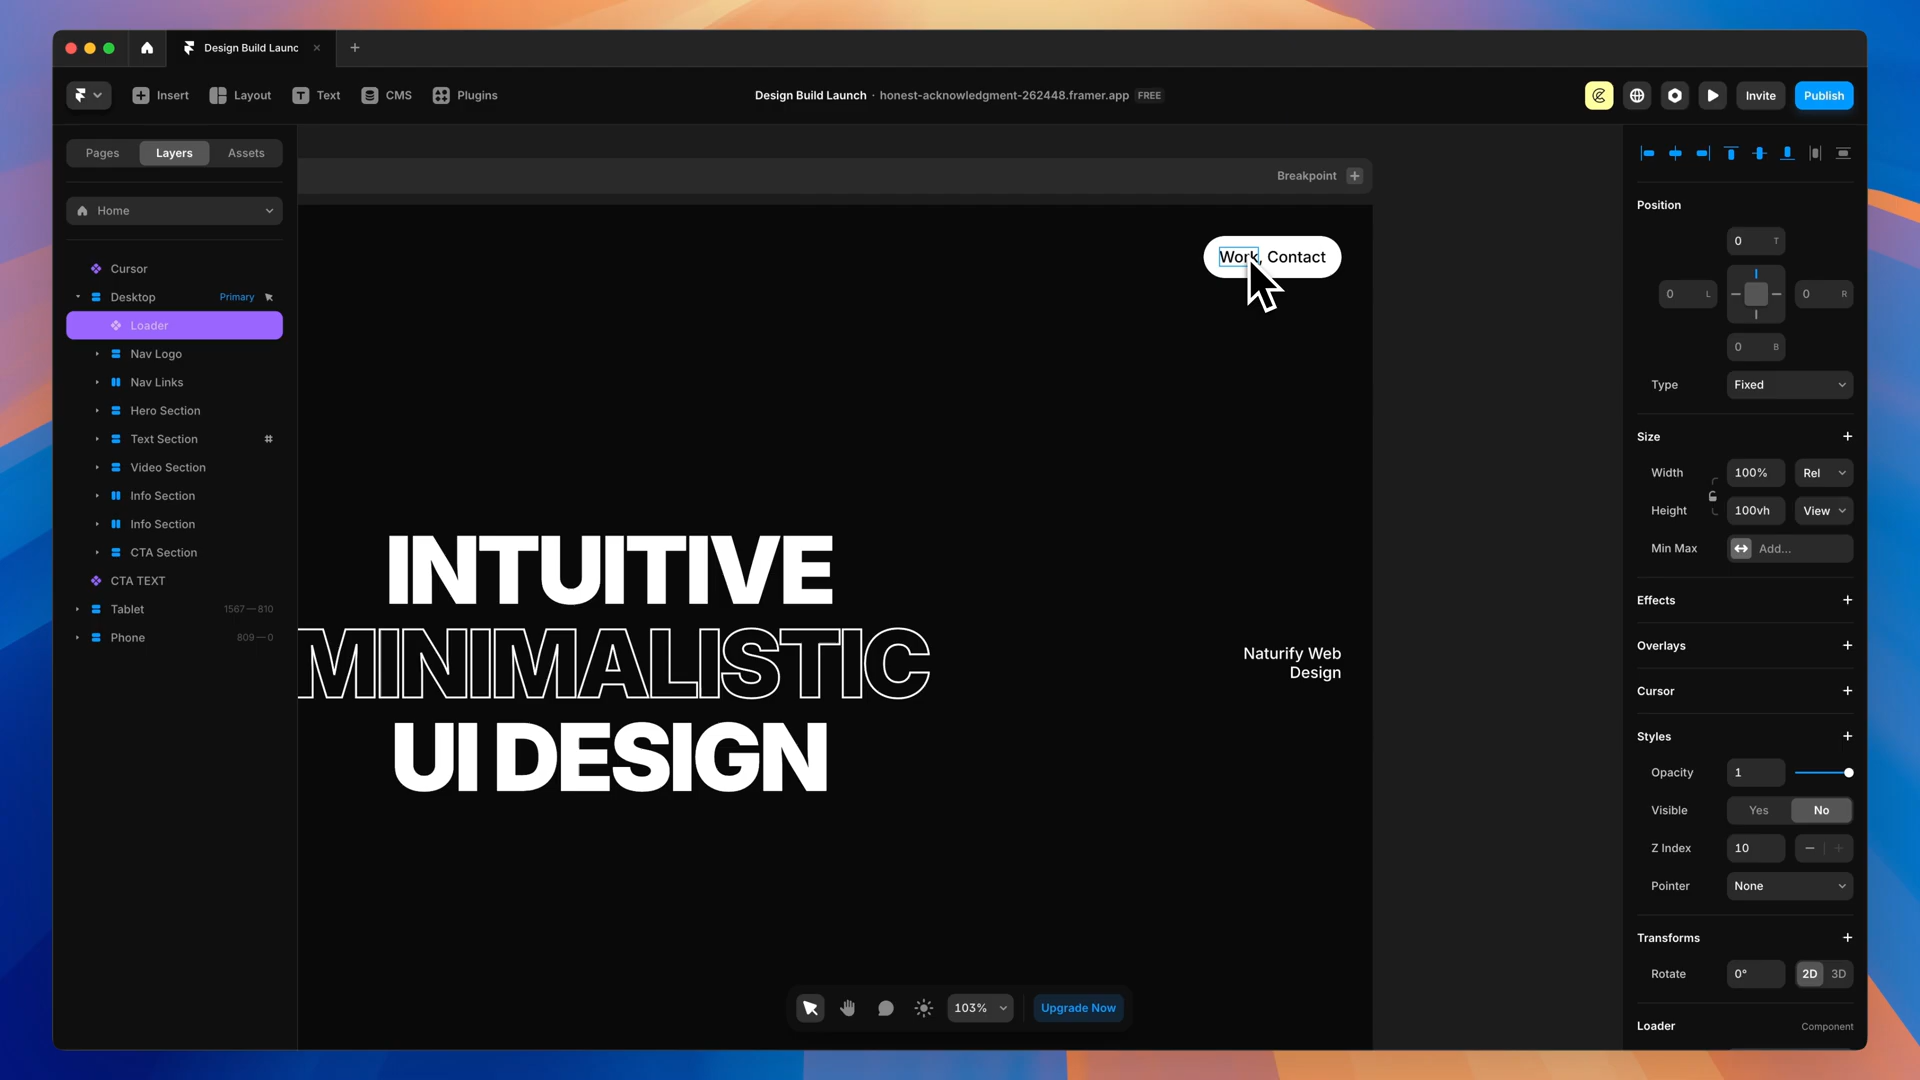 Design Build Launc
Insert
Layout
Text
CMS
Plugins
Design Build Launch · honest-acknowledgment-262448.framer.app FREE
Invite
Publish
Pages
Layers
Assets
Home
Cursor
Desktop
Primary
Loader
Nav Logo
Nav Links
Hero Section
Text Section
Video Section
Info Section
Info Section
CTA Section
CTA TEXT
Tablet
1567—810
Phone
809—0
Breakpoint
Work, Contact
INTUITIVE
MINIMALISTIC
UI DESIGN
Naturify Web
Design
103%
Upgrade Now
Position
0 T
0 L
0 R
0 B
Type
Fixed
Size
Width
100%
Rel
Height
100vh
View
Min Max
Add...
Effects
Overlays
Cursor
Styles
Opacity
1
Visible
Yes
No
Z Index
10
Pointer
None
Transforms
Rotate
0°
2D
3D
Loader
Component